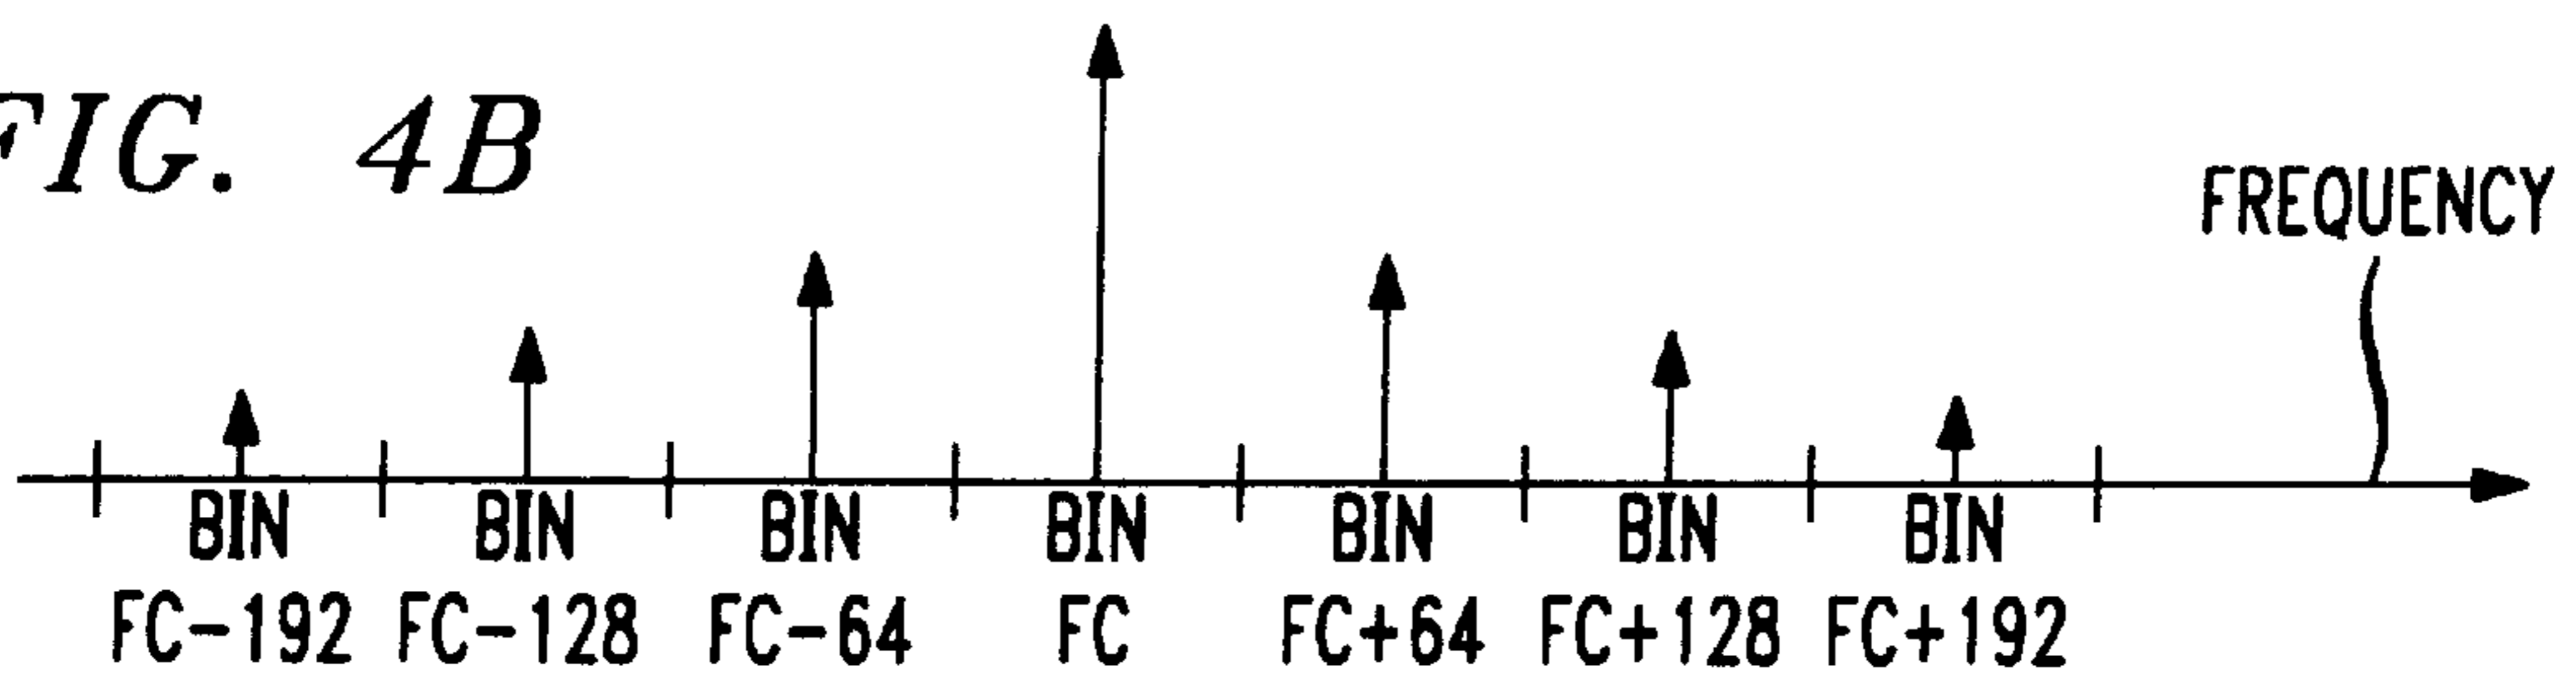 FIG. 4B
FREQUENCY
BIN BIN BIN BIN BIN BIN BIN
FC-192 FC-128 FC-64 FC FC+64 FC+128 FC+192